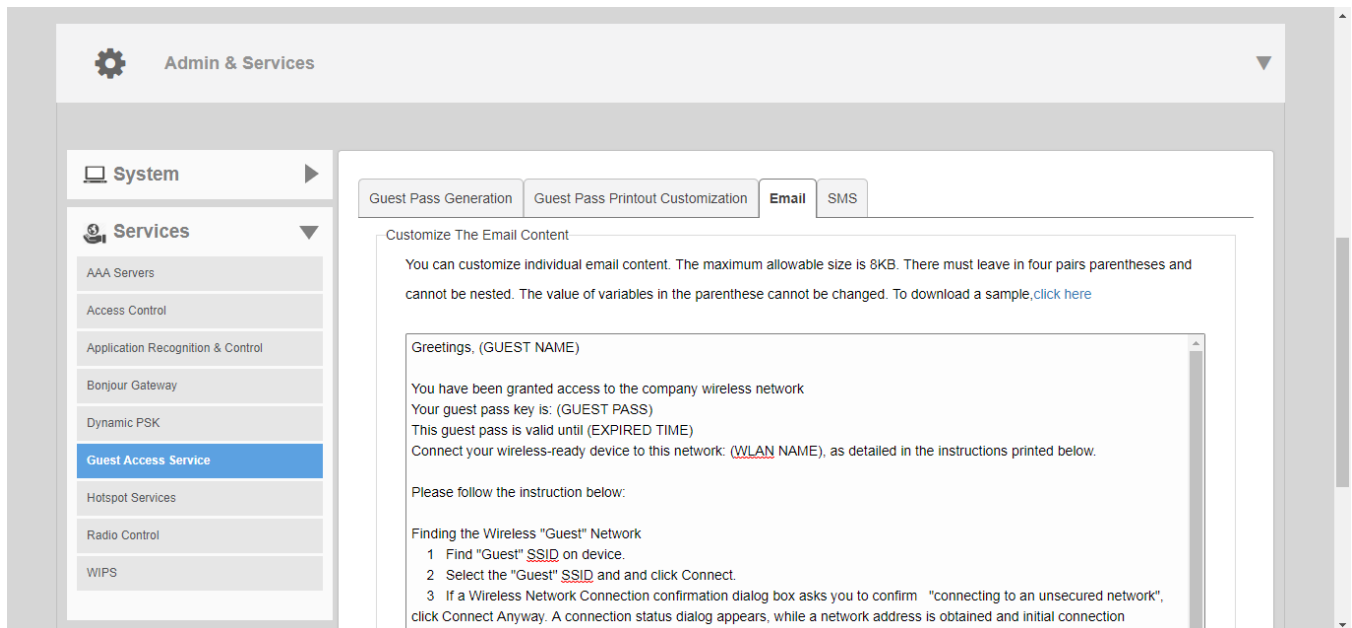 Admin & Services
System
Services
AAA Servers
Access Control
Application Recognition & Control
Bonjour Gateway
Dynamic PSK
Guest Access Service
Hotspot Services
Radio Control
WIPS
Guest Pass Generation
Guest Pass Printout Customization
Email
SMS
Customize The Email Content
You can customize individual email content. The maximum allowable size is 8KB. There must leave in four pairs parentheses and
cannot be nested. The value of variables in the parenthese cannot be changed. To download a sample,click here
Greetings, (GUEST NAME)
You have been granted access to the company wireless network
Your guest pass key is: (GUEST PASS)
This guest pass is valid until (EXPIRED TIME)
Connect your wireless-ready device to this network: (WLAN NAME), as detailed in the instructions printed below.
Please follow the instruction below:
Finding the Wireless "Guest" Network
1 Find "Guest" SSID on device.
2 Select the "Guest" SSID and and click Connect.
3 If a Wireless Network Connection confirmation dialog box asks you to confirm "connecting to an unsecured network",
click Connect Anyway. A connection status dialog appears, while a network address is obtained and initial connection